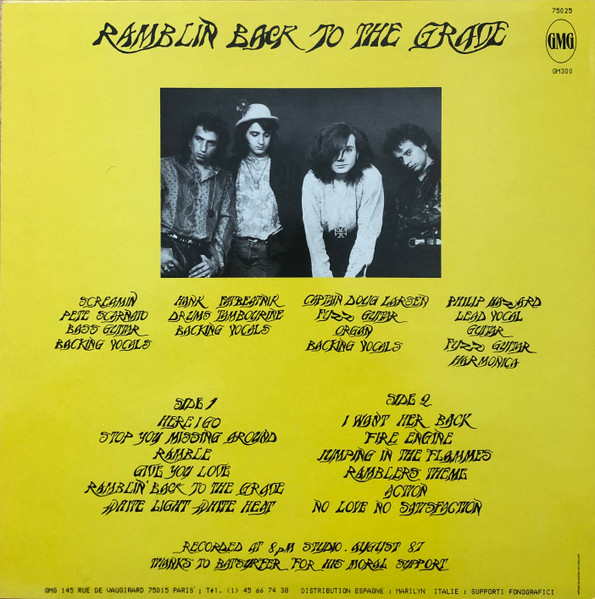 75025
RAMBLIN BACK TO THE GRAVE
GMG
GM300
SCREAMIN
PETE SCARNATO
BASS GUITAR
BACKING VOCALS
HANK FATBEATNIK
DRUMS TAMBOURINE
BACKING VOCALS
CAPTAIN DOUG LARSEN
FUZZ GUITAR
ORGAN
BACKING VOCALS
PHILIP HAZARD
LEAD VOCAL
GUITAR
FUZZ GUITAR
HARMONICA
SIDE 1
HERE I GO
STOP YOU MISSING AROUND
RAMBLE
GIVE YOU LOVE
RAMBLIN' BACK TO THE GRAVE
WHITE LIGHT WHITE HEAT
SIDE 2
I WANT HER BACK
FIRE ENGINE
JUMPING IN THE FLAMMES
RAMBLERS THEME
ACTION
NO LOVE NO SATISFACTION
RECORDED AT 8 PM STUDIO. AUGUST 87
THANKS TO BATSURFER FOR HIS MORAL SUPPORT
GMG 145 RUE DE VAUGIRARD 75015 PARIS ; Tél. (1) 45 66 74 38 DISTRIBUTION ESPAGNE : MARILYN ITALIE : SUPPORTI FONOGRAFICI